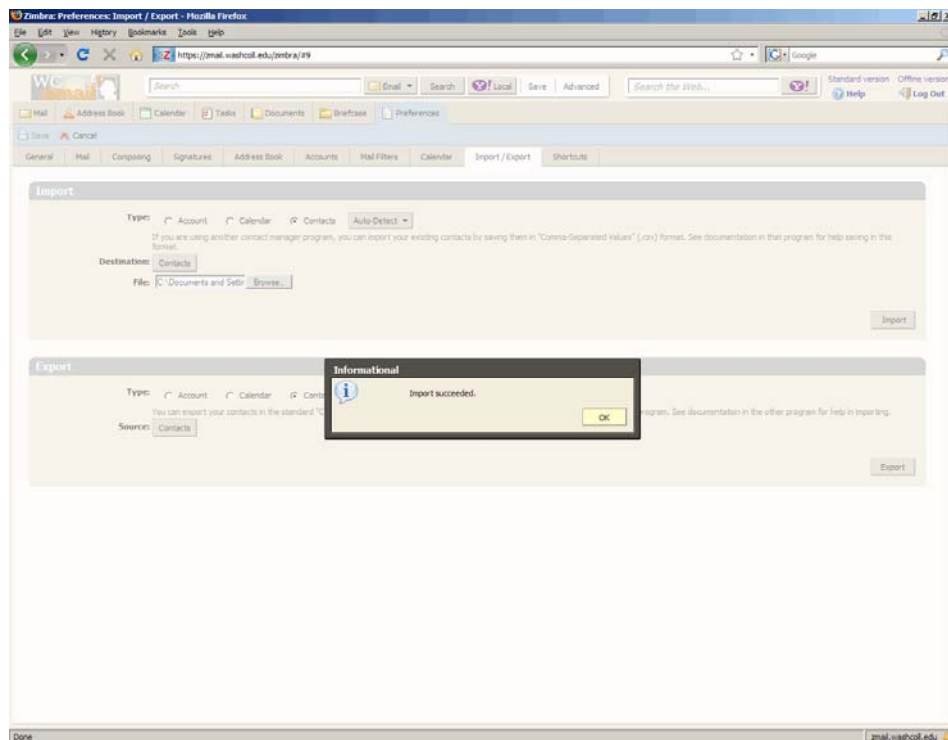 Zimbra: Preferences: Import / Export - Mozilla Firefox
File Edit View History Bookmarks Tools Help
https://zmail.washcoll.edu/zimbra/#9 Google
Search Email Search Local Save Advanced Search the Web... Standard version Offline version
Help Log Out
Mail Address Book Calendar Tasks Documents Briefcase Preferences
Save Cancel
General Mail Composing Signatures Address Book Accounts Mail Filters Calendar Import / Export Shortcuts
Import
Type: Account Calendar Contacts Auto-Detect
If you are using another contact manager program, you can import your existing contacts by saving them in "Comma-Separated Values" (.csv) format. See documentation in that program for help saving in this
format.
Destination: Contacts
File: C:\Documents and Settin Browse...
Import
Export
Type: Account Calendar Conta
You can export your contacts in the standard "C rogram. See documentation in the other program for help in importing.
Source: Contacts
Export
Informational
Import succeeded.
OK
Done zmail.washcoll.edu